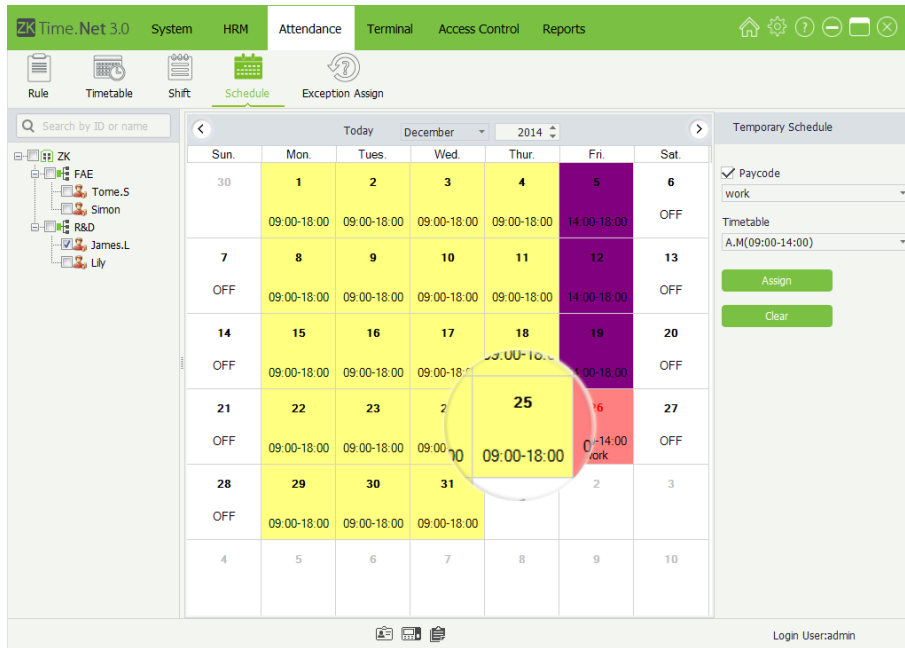 ZK Time.Net 3.0 System HRM Attendance Terminal Access Control Reports
Rule Timetable Shift Schedule Exception Assign
Search by ID or name
Today December 2014
Temporary Schedule
ZK
FAE
Tome.S
Simon
R&D
James.L
Lily
Sun. Mon. Tues. Wed. Thur. Fri. Sat.
30 1 2 3 4 5 6
09:00-18:00 09:00-18:00 09:00-18:00 09:00-18:00 14:00-18:00 OFF
7 8 9 10 11 12 13
OFF 09:00-18:00 09:00-18:00 09:00-18:00 09:00-18:00 14:00-18:00 OFF
14 15 16 17 18 19 20
OFF 09:00-18:00 09:00-18:00 OFF
21 22 23 25 26 27
OFF 09:00-18:00 09:00-18:00 09:00-18:00 OFF
work
28 29 30 31 2 3
OFF 09:00-18:00 09:00-18:00 09:00-18:00
4 5 6 7 8 9 10
Paycode
work
Timetable
A.M(09:00-14:00)
Assign
Clear
Login User:admin